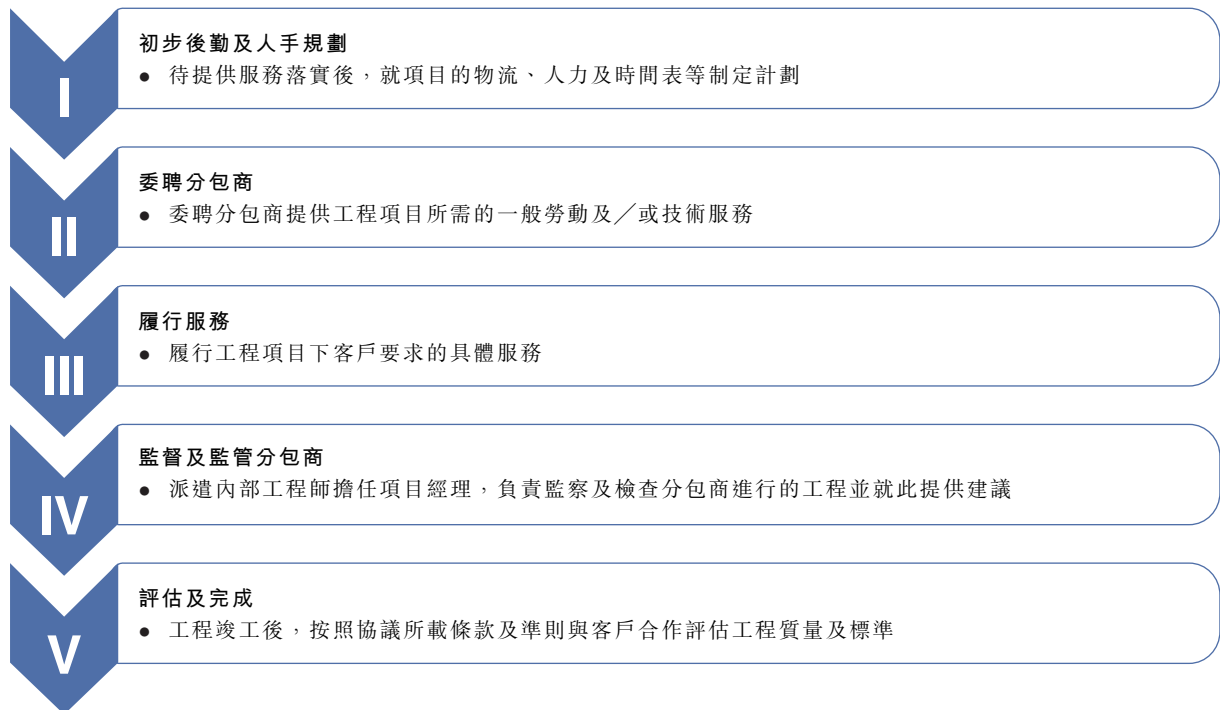 I
初步後勤及人手規劃
● 待提供服務落實後，就項目的物流、人力及時間表等制定計劃
II
委聘分包商
● 委聘分包商提供工程項目所需的一般勞動及╱或技術服務
III
履行服務
● 履行工程項目下客戶要求的具體服務
IV
監督及監管分包商
● 派遣內部工程師擔任項目經理，負責監察及檢查分包商進行的工程並就此提供建議
V
評估及完成
● 工程竣工後，按照協議所載條款及準則與客戶合作評估工程質量及標準